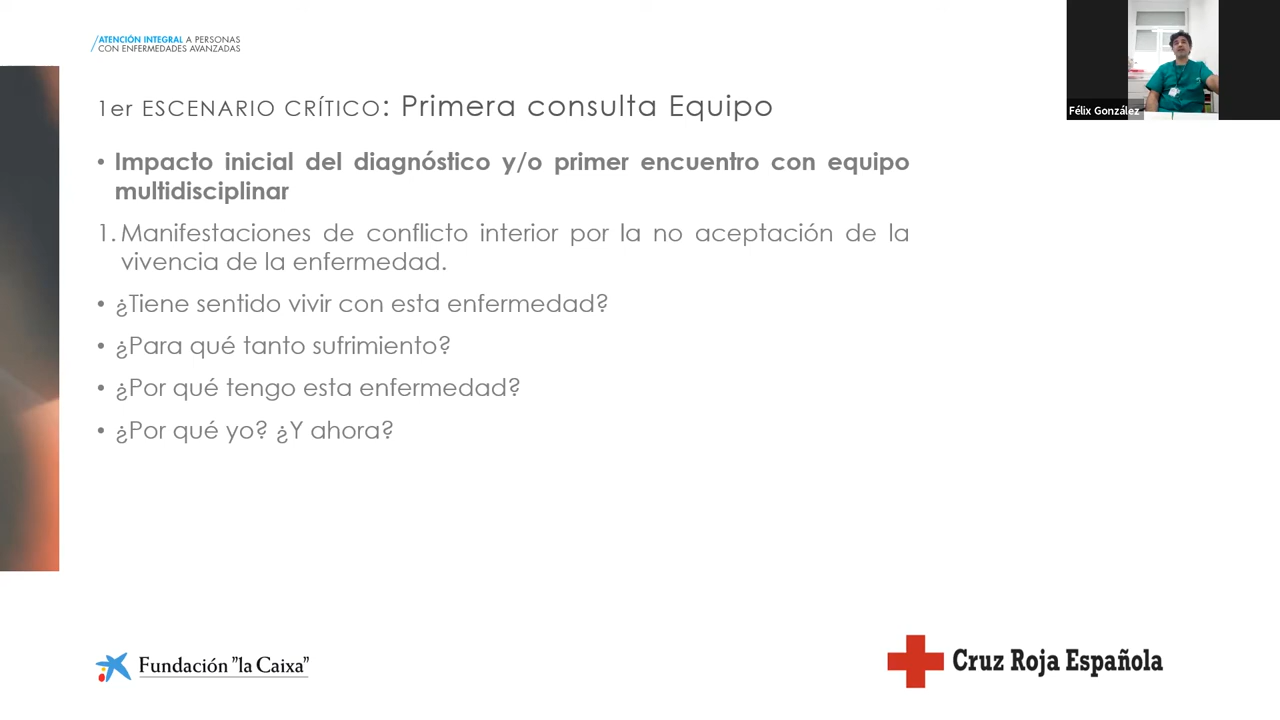 ATENCIÓN INTEGRAL A PERSONAS
CON ENFERMEDADES AVANZADAS
Félix González
1er ESCENARIO CRÍTICO: Primera consulta Equipo
• Impacto inicial del diagnóstico y/o primer encuentro con equipo
multidisciplinar
1. Manifestaciones de conflicto interior por la no aceptación de la
vivencia de la enfermedad.
• ¿Tiene sentido vivir con esta enfermedad?
• ¿Para qué tanto sufrimiento?
• ¿Por qué tengo esta enfermedad?
• ¿Por qué yo? ¿Y ahora?
Fundación "la Caixa"
Cruz Roja Española